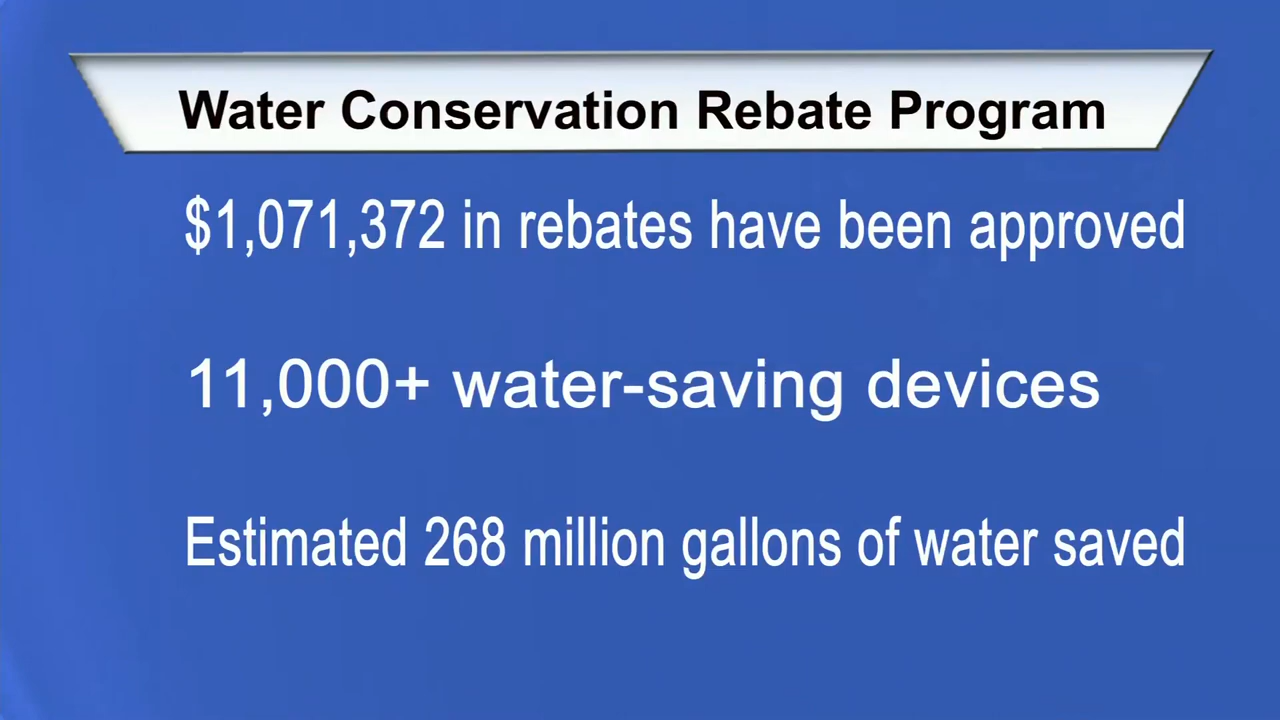 Water Conservation Rebate Program
$1,071,372 in rebates have been approved
11,000+ water-saving devices
Estimated 268 million gallons of water saved